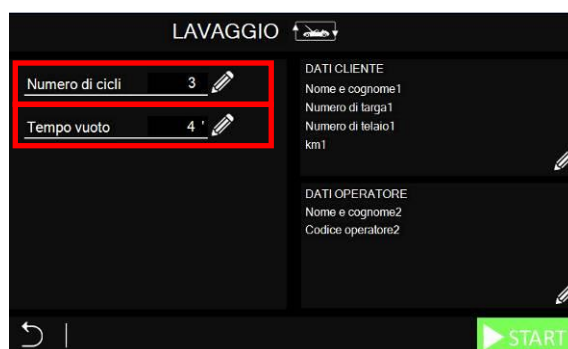 LAVAGGIO
Numero di cicli 3
Tempo vuoto 4 '
DATI CLIENTE
Nome e cognome1
Numero di targa1
Numero di telaio1
km1
DATI OPERATORE
Nome e cognome2
Codice operatore2
START